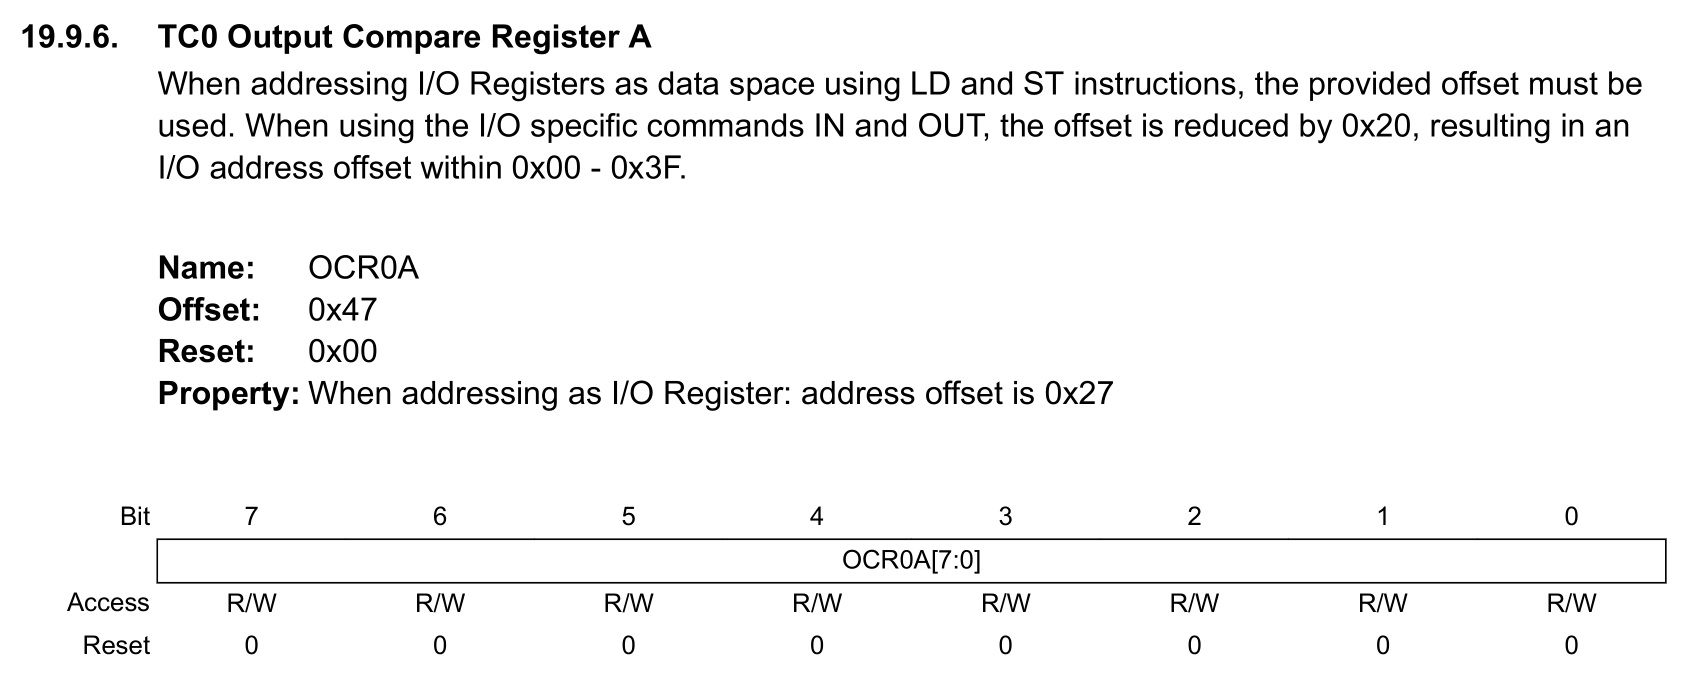 19.9.6. TC0 Output Compare Register A
When addressing I/O Registers as data space using LD and ST instructions, the provided offset must be
used. When using the I/O specific commands IN and OUT, the offset is reduced by 0x20, resulting in an
I/O address offset within 0x00 - 0x3F.
Name: OCR0A
Offset: 0x47
Reset: 0x00
Property: When addressing as I/O Register: address offset is 0x27
Bit 7 6 5 4 3 2 1 0
OCR0A[7:0]
Access R/W R/W R/W R/W R/W R/W R/W R/W
Reset 0 0 0 0 0 0 0 0